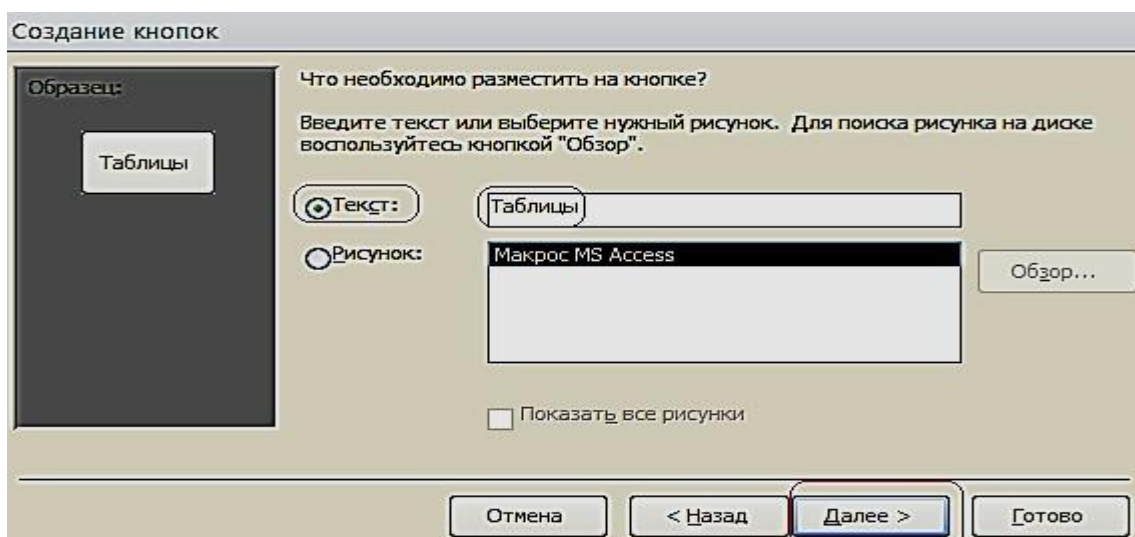 Создание кнопок
Образец:
Таблицы
Что необходимо разместить на кнопке?
Введите текст или выберите нужный рисунок. Для поиска рисунка на диске
воспользуйтесь кнопкой "Обзор".
Текст:
Таблицы
Рисунок:
Макрос MS Access
Обзор...
Показать все рисунки
Отмена
< Назад
Далее >
Готово